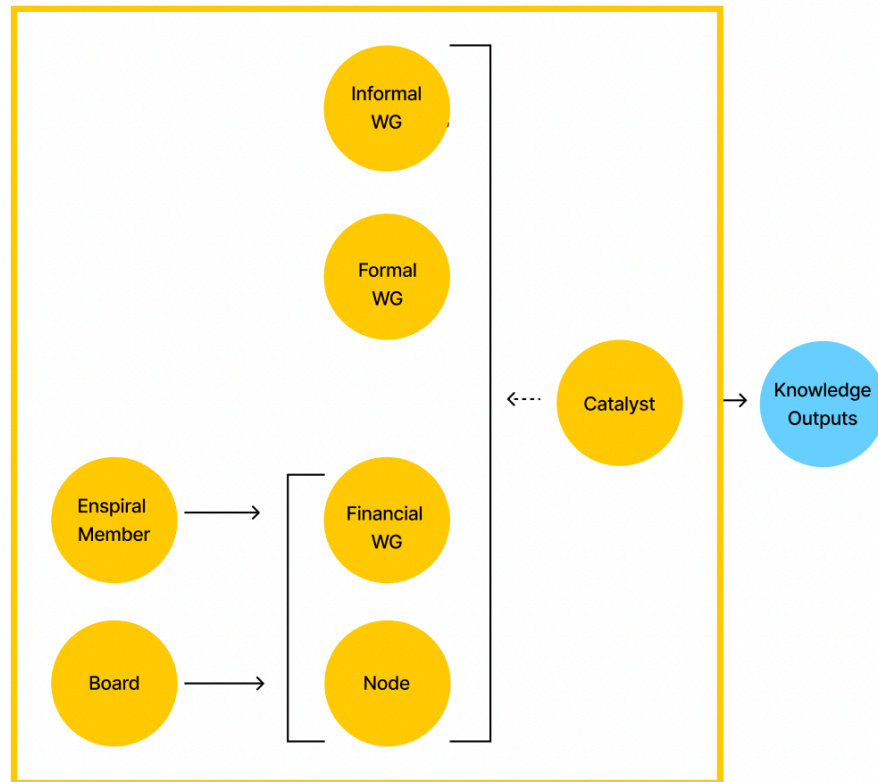 Informal
WG
Formal
WG
Catalyst
Knowledge
Outputs
Enspiral
Member
Financial
WG
Board
Node